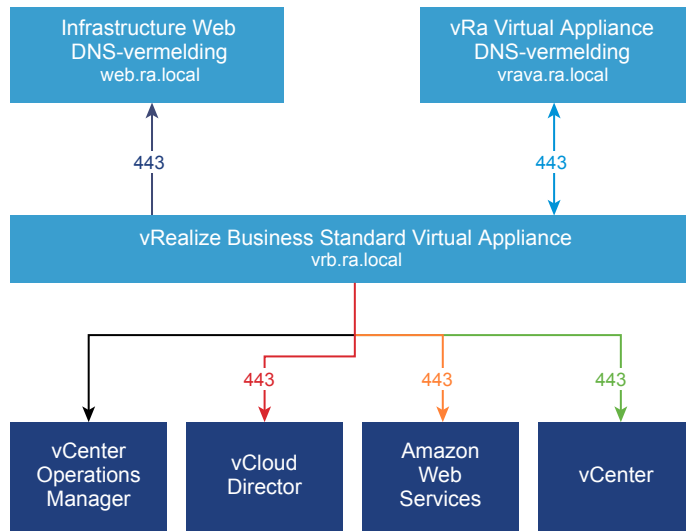 Infrastructure Web
DNS-vermelding
web.ra.local
vRa Virtual Appliance
DNS-vermelding
vrava.ra.local
443
443
vRealize Business Standard Virtual Appliance
vrb.ra.local
443
443
443
vCenter
Operations
Manager
vCloud
Director
Amazon
Web
Services
vCenter